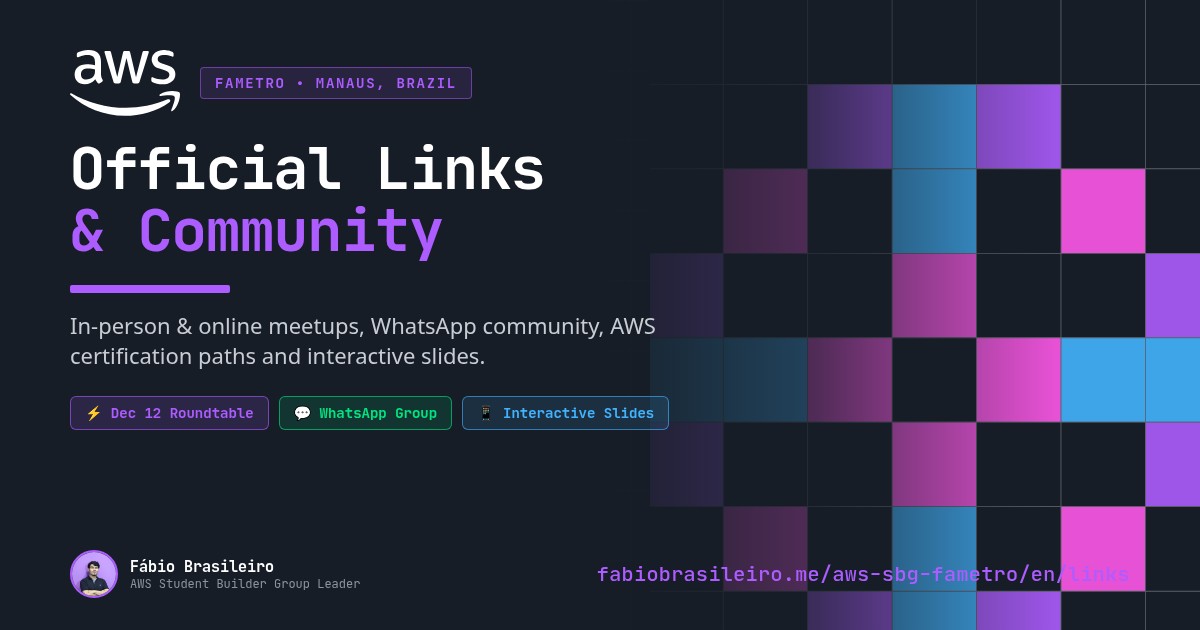 aws
FAMETRO • MANAUS, BRAZIL
Official Links
& Community
In-person & online meetups, WhatsApp community, AWS
certification paths and interactive slides.
⚡ Dec 12 Roundtable
💬 WhatsApp Group
📱 Interactive Slides
Fábio Brasileiro
AWS Student Builder Group Leader
fabiobrasileiro.me/aws-sbg-fametro/en/links